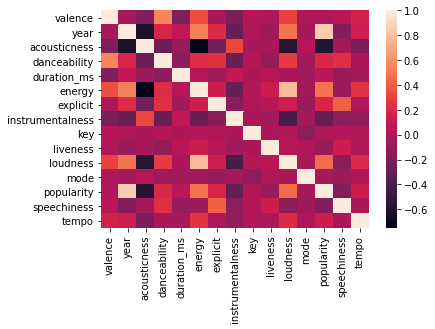 valence
year
acousticness
danceability
duration_ms
energy
explicit
instrumentalness
key
liveness
loudness
mode
popularity
speechiness
tempo
valence
year
acousticness
danceability
duration_ms
energy
explicit
instrumentalness
key
liveness
loudness
mode
popularity
speechiness
tempo
1.0
0.8
0.6
0.4
0.2
0.0
−0.2
−0.4
−0.6